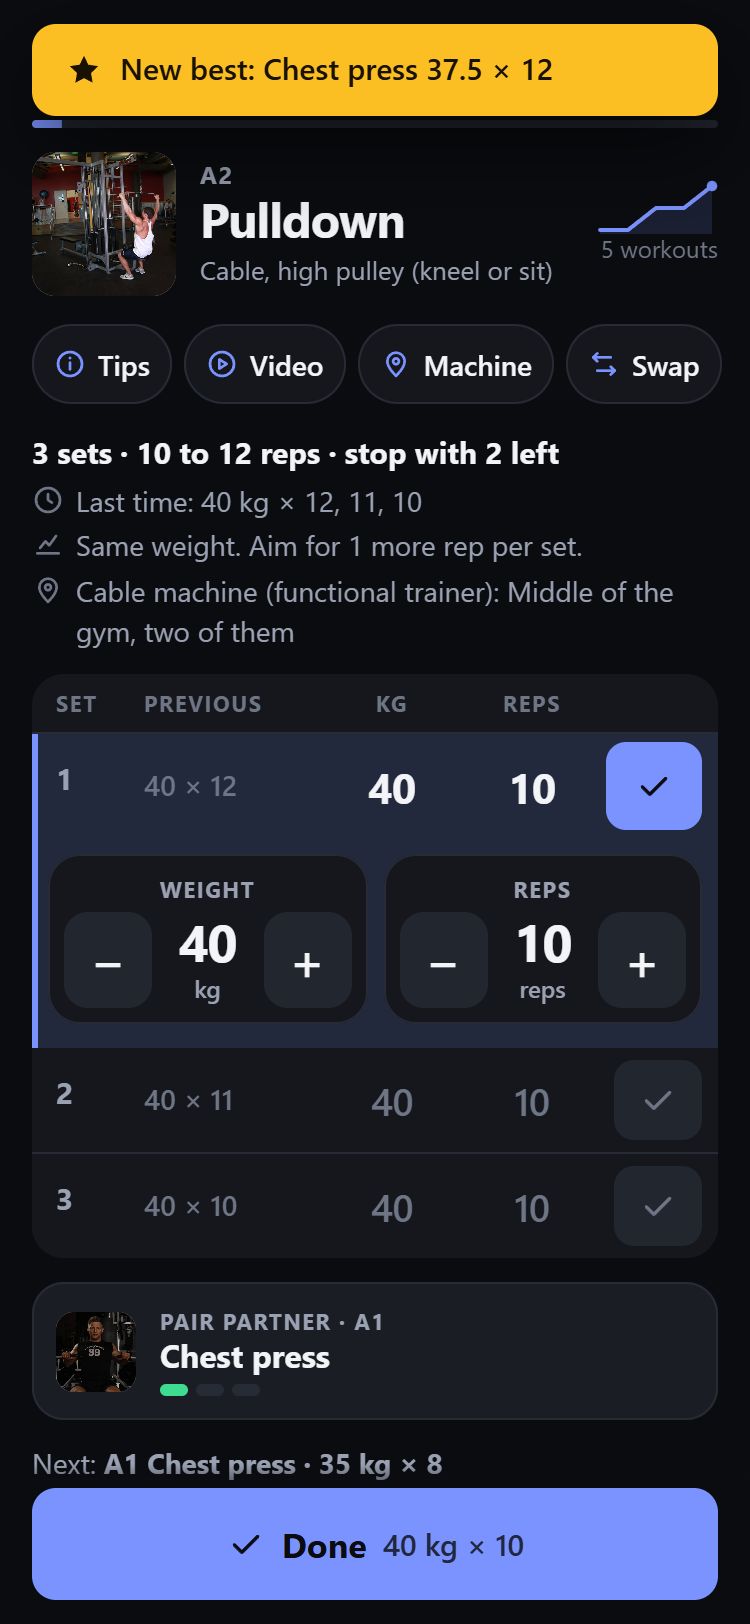 New best: Chest press 37.5 × 12
A2
Pulldown
Cable, high pulley (kneel or sit)
5 workouts
Tips
Video
Machine
Swap
3 sets · 10 to 12 reps · stop with 2 left
Last time: 40 kg × 12, 11, 10
Same weight. Aim for 1 more rep per set.
Cable machine (functional trainer): Middle of the
gym, two of them
SET PREVIOUS KG REPS
1 40 × 12 40 10
WEIGHT
− 40 +
kg
REPS
− 10 +
reps
2 40 × 11 40 10
3 40 × 10 40 10
PAIR PARTNER · A1
Chest press
Next: A1 Chest press · 35 kg × 8
Done 40 kg × 10